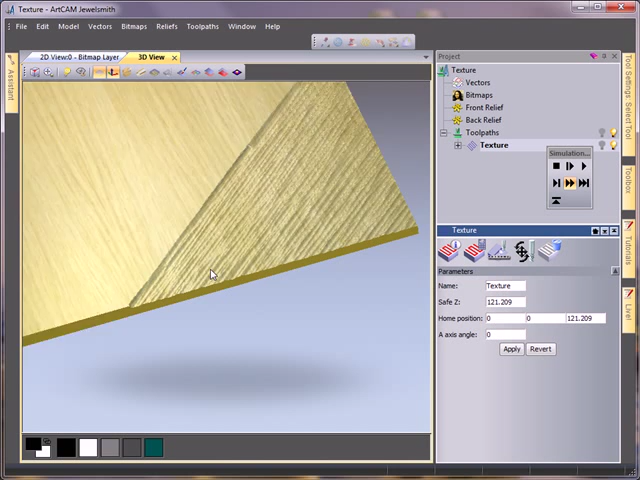 Texture - ArtCAM Jewelsmith
File Edit Model Vectors Bitmaps Reliefs Toolpaths Window Help
2D View:0 - Bitmap Layer 3D View
Assistant
Project
Texture
Vectors
Bitmaps
Front Relief
Back Relief
Toolpaths
Texture
Simulation...
Texture
Parameters
Name: Texture
Safe Z: 121.209
Home position: 0 0 121.209
A axis angle: 0
Apply Revert
Tool Settings: Select Tool
Toolbox
Tutorials
Live!